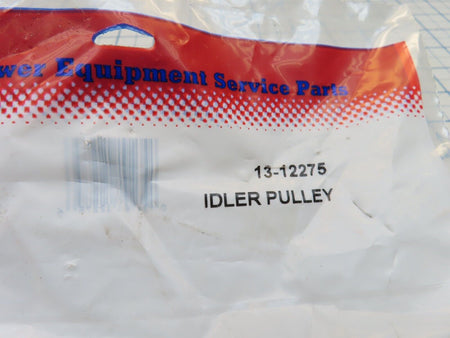 wer Equipment Service Parts
13-12275
IDLER PULLEY